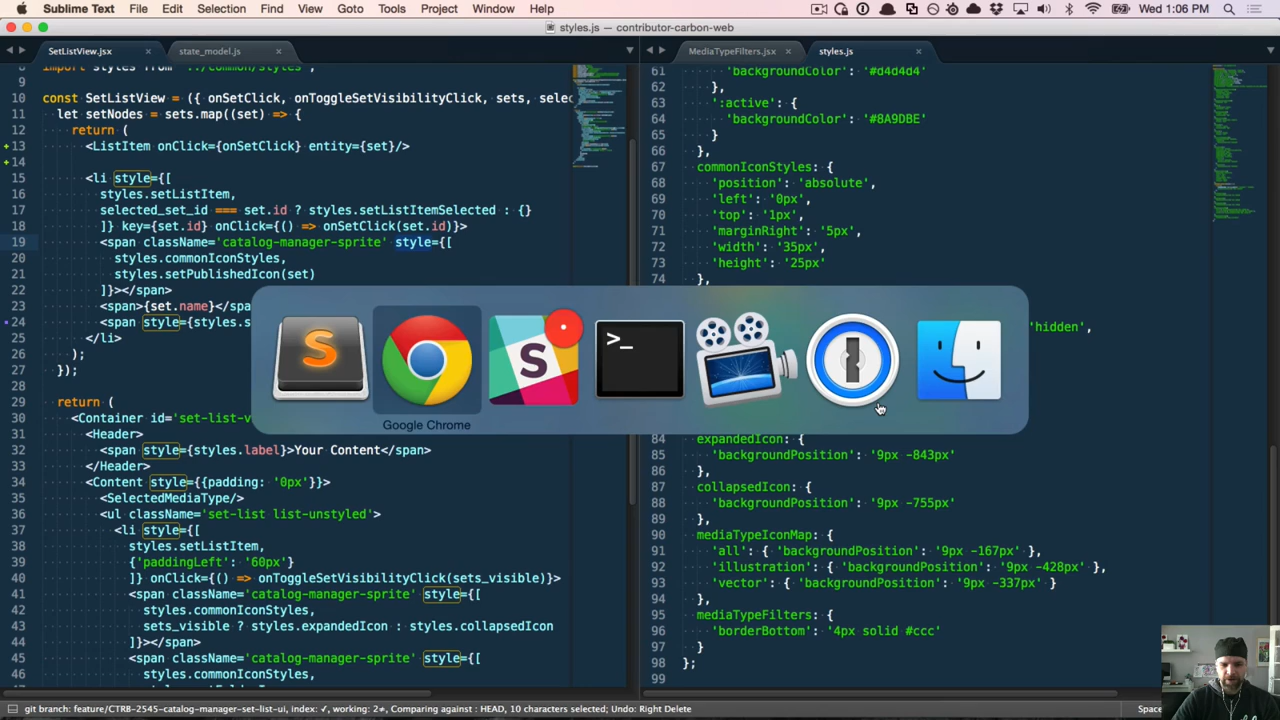 Sublime Text File Edit Selection Find View Goto Tools Project Window Help Wed 1:06 PM
styles.js — contributor-carbon-web
SetListView.jsx state_model.js
8 import styles from '../common/styles';
9
10 const SetListView = ({ onSetClick, onToggleSetVisibilityClick, sets, selec
11 let setNodes = sets.map((set) => {
12 return (
13 <ListItem onClick={onSetClick} entity={set}/>
14
15 <li style={[
16 styles.setListItem,
17 selected_set_id === set.id ? styles.setListItemSelected : {}
18 ]} key={set.id} onClick={() => onSetClick(set.id)}>
19 <span className='catalog-manager-sprite' style={[
20 styles.commonIconStyles,
21 styles.setPublishedIcon(set)
22 ]}></span>
23 <span>{set.name}</spa
24 <span style={styles.s
25 </li>
26 );
27 });
28
29 return (
30 <Container id='set-list-v
31 <Header>
32 <span style={styles.label}>Your Content</span>
33 </Header>
34 <Content style={{padding: '0px'}}>
35 <SelectedMediaType/>
36 <ul className='set-list list-unstyled'>
37 <li style={[
38 styles.setListItem,
39 {'paddingLeft': '60px'}
40 ]} onClick={() => onToggleSetVisibilityClick(sets_visible)}>
41 <span className='catalog-manager-sprite' style={[
42 styles.commonIconStyles,
43 sets_visible ? styles.expandedIcon : styles.collapsedIcon
44 ]}></span>
45 <span className='catalog-manager-sprite' style={[
46 styles.commonIconStyles,
MediaTypeFilters.jsx styles.js
61 'backgroundColor': '#d4d4d4'
62 },
63 ':active': {
64 'backgroundColor': '#8A9DBE'
65 }
66 },
67 commonIconStyles: {
68 'position': 'absolute',
69 'left': '0px',
70 'top': '1px',
71 'marginRight': '5px',
72 'width': '35px',
73 'height': '25px'
74 },
'hidden',
84 expandedIcon: {
85 'backgroundPosition': '9px -843px'
86 },
87 collapsedIcon: {
88 'backgroundPosition': '9px -755px'
89 },
90 mediaTypeIconMap: {
91 'all': { 'backgroundPosition': '9px -167px' },
92 'illustration': { 'backgroundPosition': '9px -428px' },
93 'vector': { 'backgroundPosition': '9px -337px' }
94 },
95 mediaTypeFilters: {
96 'borderBottom': '4px solid #ccc'
97 }
98 };
99
S
S
>_
Google Chrome
git branch: feature/CTRB-2545-catalog-manager-set-list-ui, index: ✓, working: 2≠, Comparing against : HEAD, 10 characters selected; Undo: Right Delete
Space